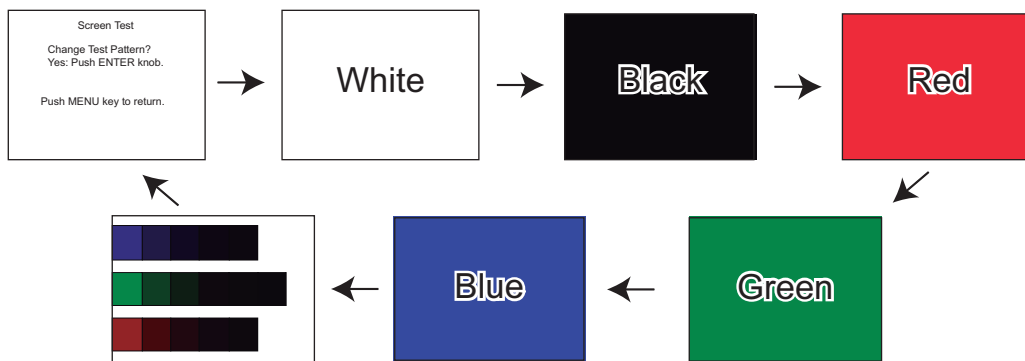 Screen Test
Change Test Pattern?
Yes: Push ENTER knob.
Push MENU key to return.
White
Black
Red
Green
Blue